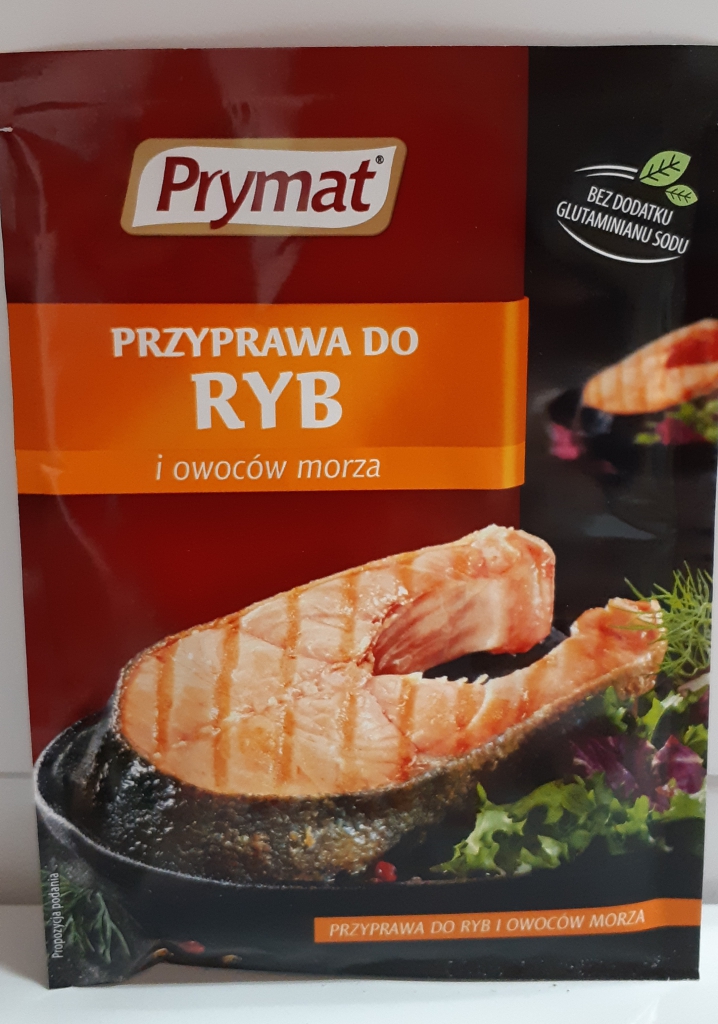 Prymat®
BEZ DODATKU
GLUTAMINIANU SODU
PRZYPRAWA DO
RYB
i owoców morza
Propozycja podania
PRZYPRAWA DO RYB I OWOCÓW MORZA